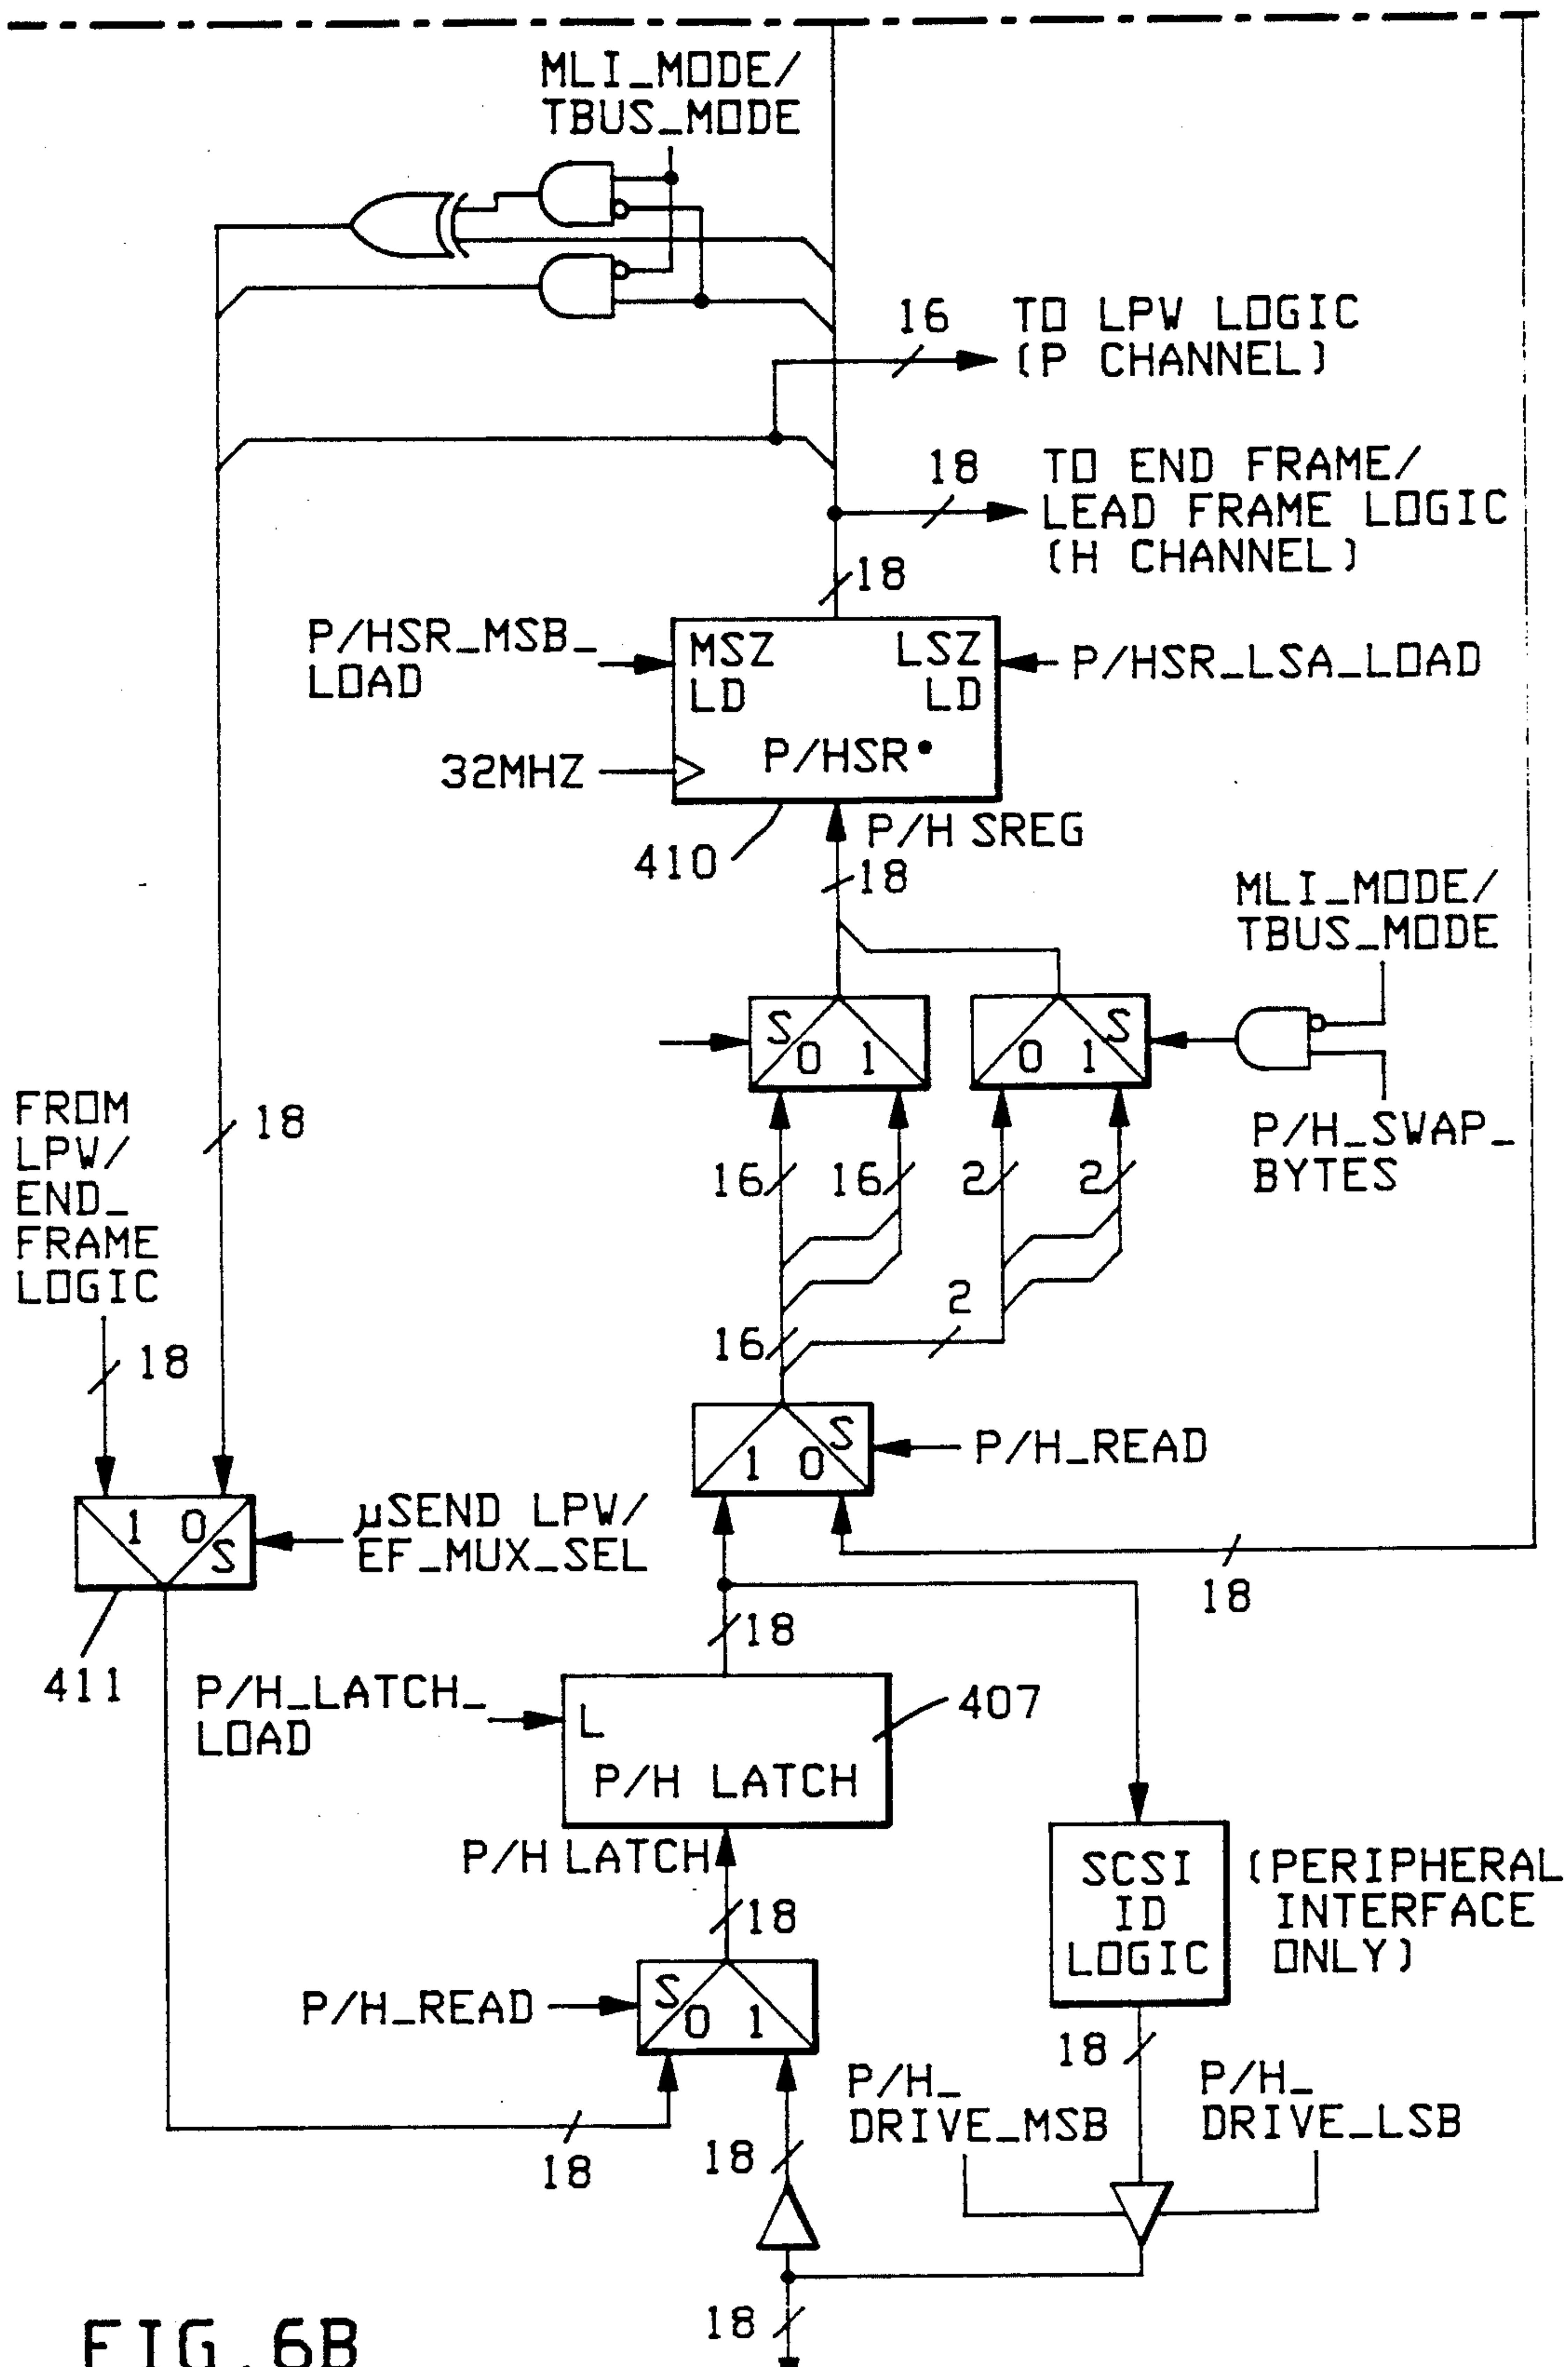 MLI_MODE/
TBUS_MODE
16
TO LPW LOGIC
(P CHANNEL)
18
TO END FRAME/
LEAD FRAME LOGIC
(H CHANNEL)
18
P/HSR_MSB_
LOAD
MSZ
LD
LSZ
LD
P/HSR_LSA_LOAD
32MHZ
P/HSR•
410
P/H SREG
18
MLI_MODE/
TBUS_MODE
S
0 1
S
0 1
P/H_SWAP_
BYTES
FROM
LPW/
END_
FRAME
LOGIC
18
16
16
2
2
2
16
18
1 0
S
P/H_READ
1 0
S
µSEND LPW/
EF_MUX_SEL
411
18
18
P/H_LATCH_
LOAD
L
P/H LATCH
407
P/H LATCH
18
SCSI
ID
LOGIC
(PERIPHERAL
INTERFACE
ONLY)
P/H_READ
S
0 1
18
P/H_
DRIVE_MSB
P/H_
DRIVE_LSB
18
18
18
FIG. 6B